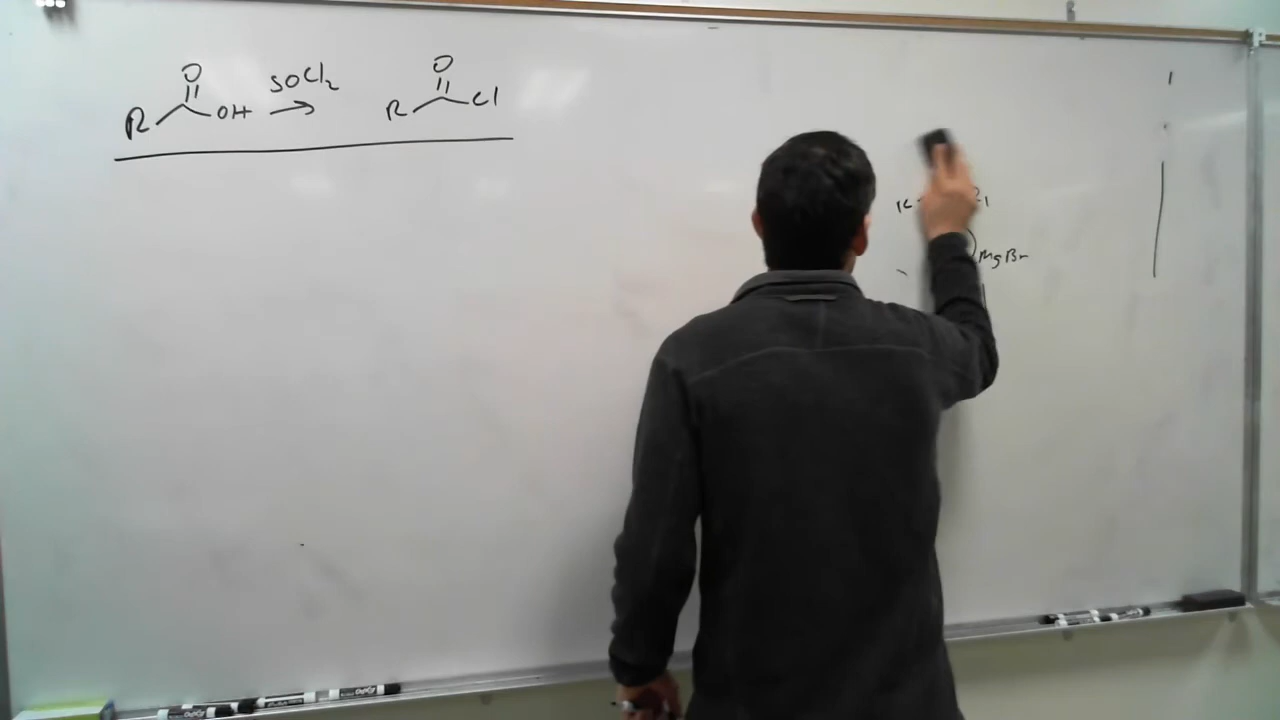 O SOCl₂ O
R OH → R Cl
MgBr